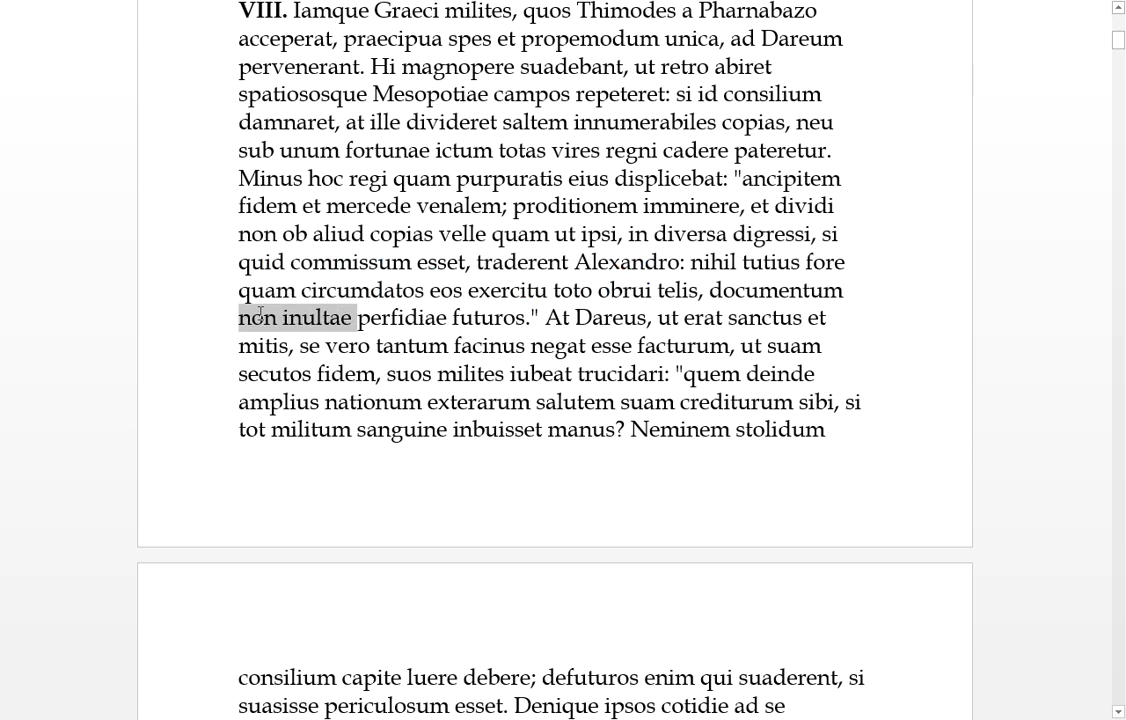 VIII. Iamque Graeci milites, quos Thimodes a Pharnabazo
acceperat, praecipua spes et propemodum unica, ad Dareum
pervenerant. Hi magnopere suadebant, ut retro abiret
spatiososque Mesopotiae campos repeteret: si id consilium
damnaret, at ille divideret saltem innumerabiles copias, neu
sub unum fortunae ictum totas vires regni cadere pateretur.
Minus hoc regi quam purpuratis eius displicebat: "ancipitem
fidem et mercede venalem; proditionem imminere, et dividi
non ob aliud copias velle quam ut ipsi, in diversa digressi, si
quid commissum esset, traderent Alexandro: nihil tutius fore
quam circumdatos eos exercitu toto obrui telis, documentum
non inultae perfidiae futuros." At Dareus, ut erat sanctus et
mitis, se vero tantum facinus negat esse facturum, ut suam
secutos fidem, suos milites iubeat trucidari: "quem deinde
amplius nationum exterarum salutem suam crediturum sibi, si
tot militum sanguine inbuisset manus? Neminem stolidum
consilium capite luere debere; defuturos enim qui suaderent, si
suasisse periculosum esset. Denique ipsos cotidie ad se